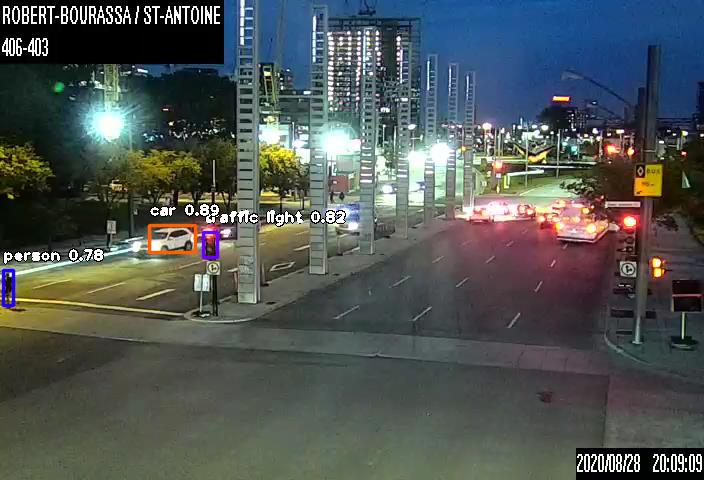 ROBERT-BOURASSA / ST-ANTOINE
406-403
car 0.89
traffic light 0.82
person 0.78
BUS
2020/08/28 20:09:09